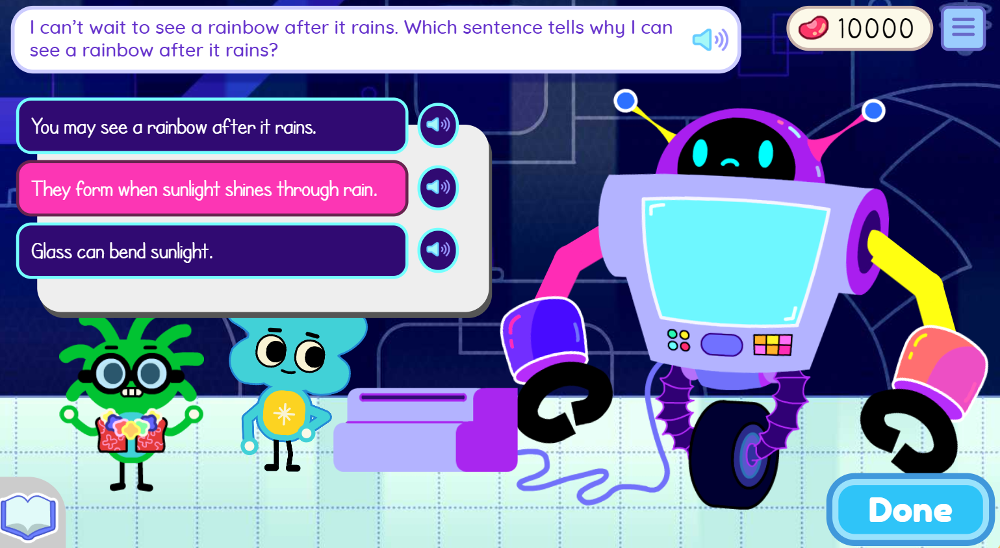 I can’t wait to see a rainbow after it rains. Which sentence tells why I can
see a rainbow after it rains?
10000
You may see a rainbow after it rains.
They form when sunlight shines through rain.
Glass can bend sunlight.
Done